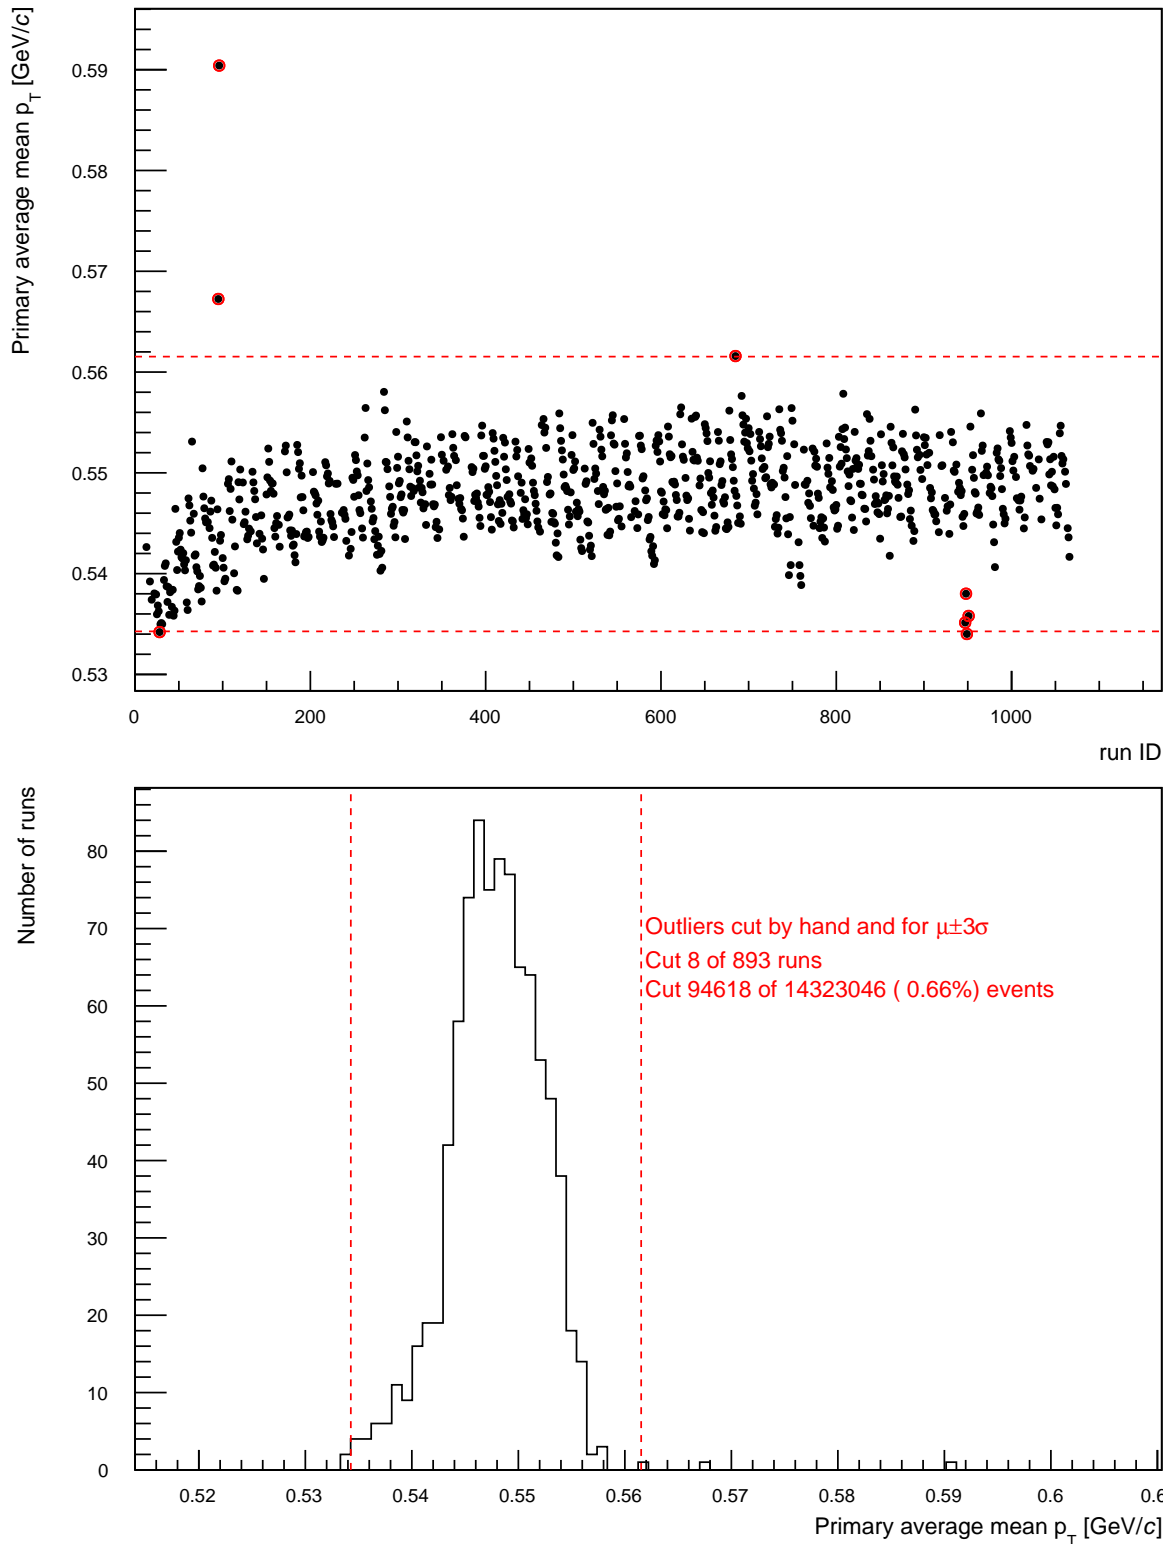 Primary average mean p_T [GeV/c]
0.59
0.58
0.57
0.56
0.55
0.54
0.53
0 200 400 600 800 1000
run ID
Number of runs
80
70
60
50
40
30
20
10
0
Outliers cut by hand and for μ±3σ
Cut 8 of 893 runs
Cut 94618 of 14323046 ( 0.66%) events
0.52 0.53 0.54 0.55 0.56 0.57 0.58 0.59 0.6
Primary average mean p_T [GeV/c]